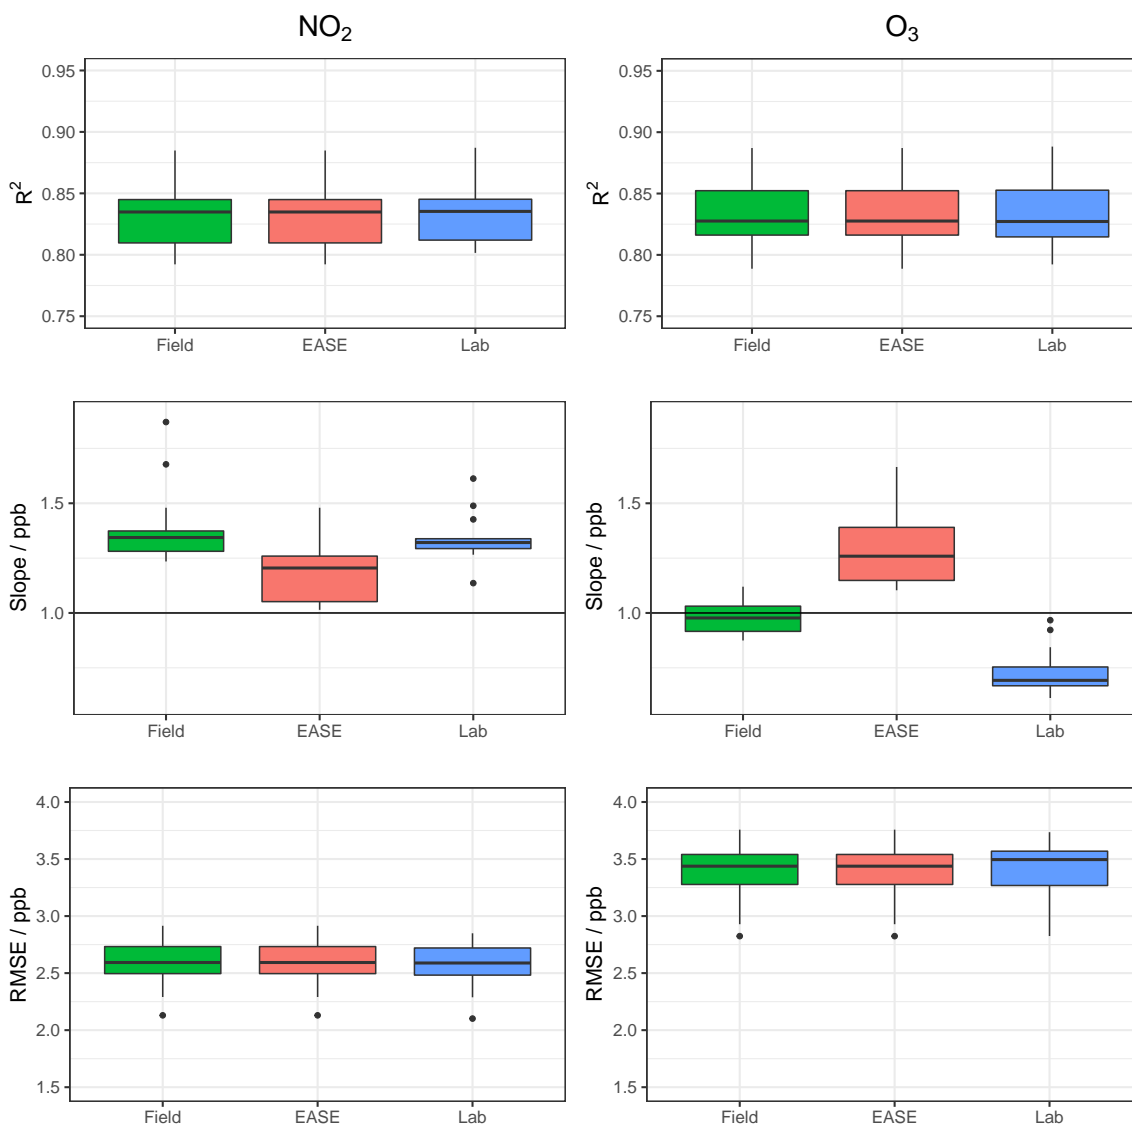 NO₂
O₃
R²
0.95
0.90
0.85
0.80
0.75
Field EASE Lab
R²
0.95
0.90
0.85
0.80
0.75
Field EASE Lab
Slope / ppb
1.5
1.0
Field EASE Lab
Slope / ppb
1.5
1.0
Field EASE Lab
RMSE / ppb
4.0
3.5
3.0
2.5
2.0
1.5
Field EASE Lab
RMSE / ppb
4.0
3.5
3.0
2.5
2.0
1.5
Field EASE Lab